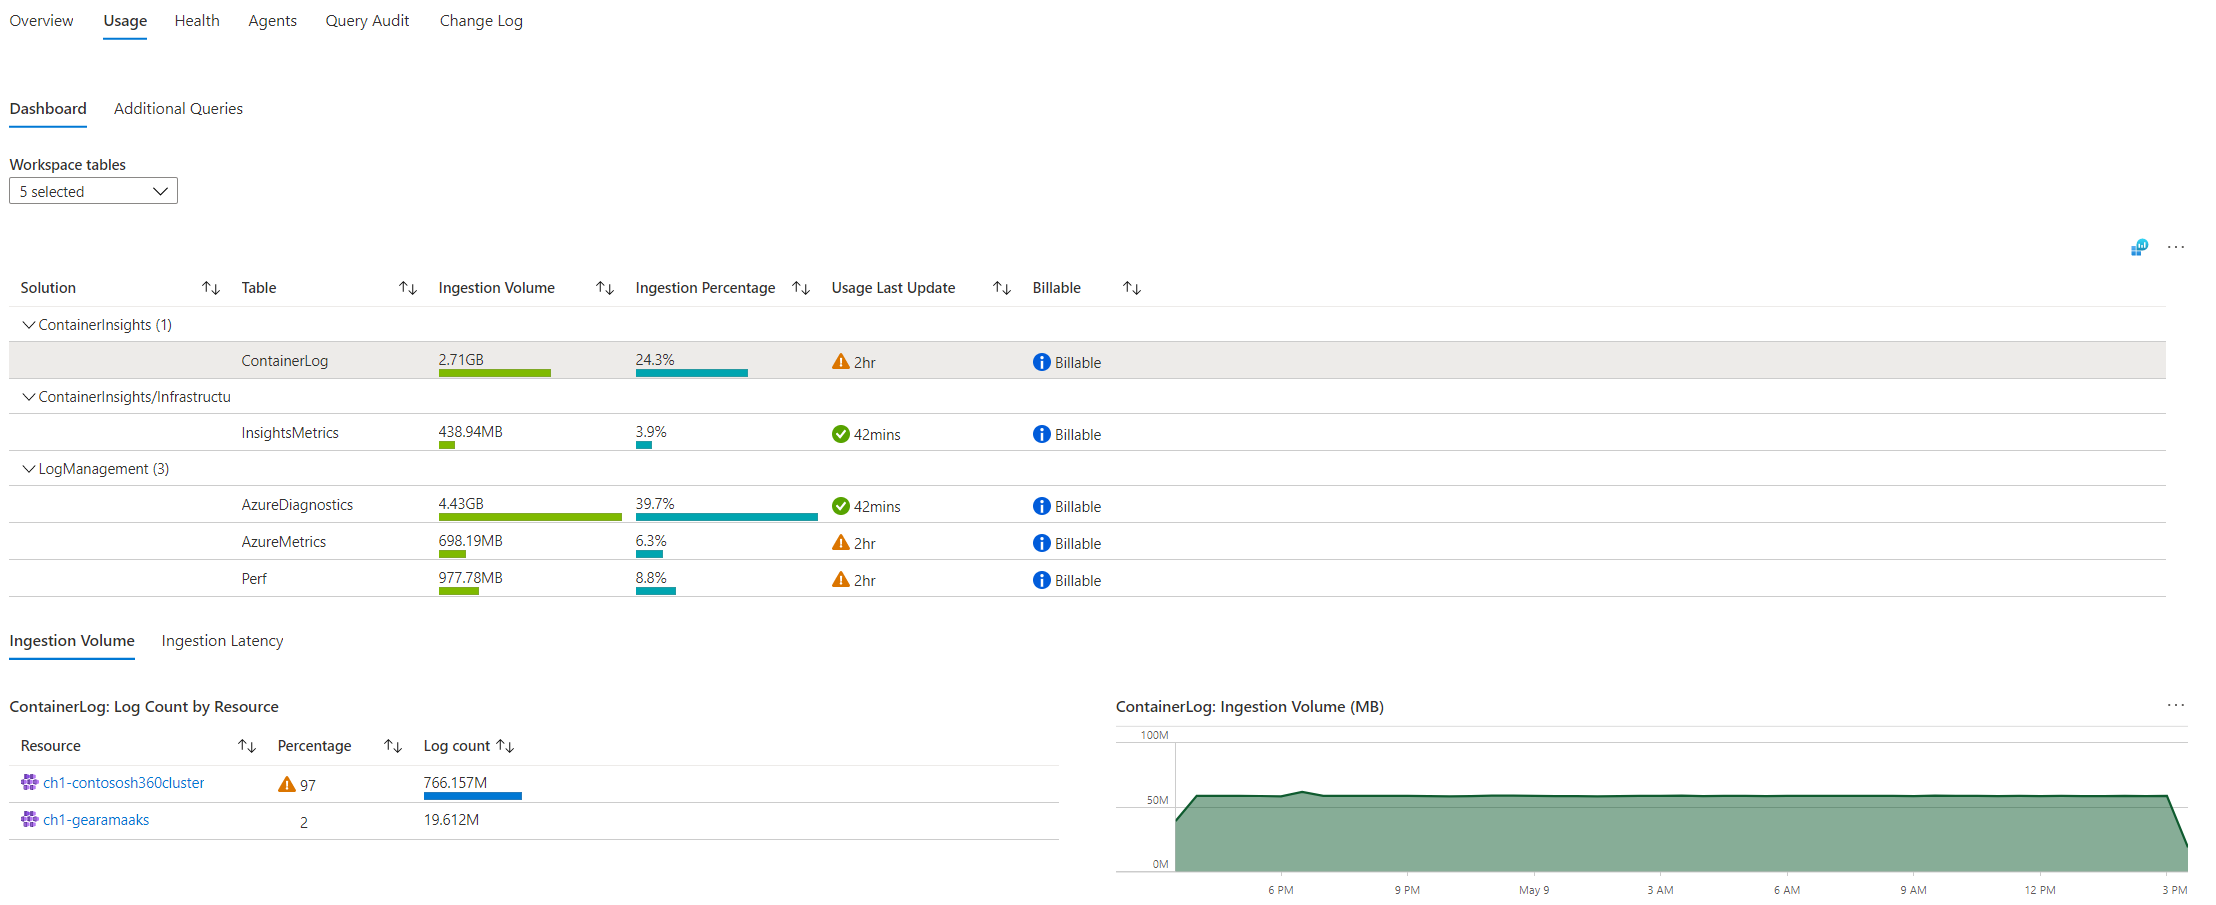 Overview Usage Health Agents Query Audit Change Log
Dashboard Additional Queries
Workspace tables
5 selected
...
Solution Table Ingestion Volume Ingestion Percentage Usage Last Update Billable
ContainerInsights (1)
ContainerLog 2.71GB 24.3% 2hr Billable
ContainerInsights/Infrastructu
InsightsMetrics 438.94MB 3.9% 42mins Billable
LogManagement (3)
AzureDiagnostics 4.43GB 39.7% 42mins Billable
AzureMetrics 698.19MB 6.3% 2hr Billable
Perf 977.78MB 8.8% 2hr Billable
Ingestion Volume Ingestion Latency
ContainerLog: Log Count by Resource
Resource Percentage Log count
ch1-contososh360cluster 97 766.157M
ch1-gearamaaks 2 19.612M
ContainerLog: Ingestion Volume (MB)
...
100M
50M
0M
6 PM 9 PM May 9 3 AM 6 AM 9 AM 12 PM 3 PM